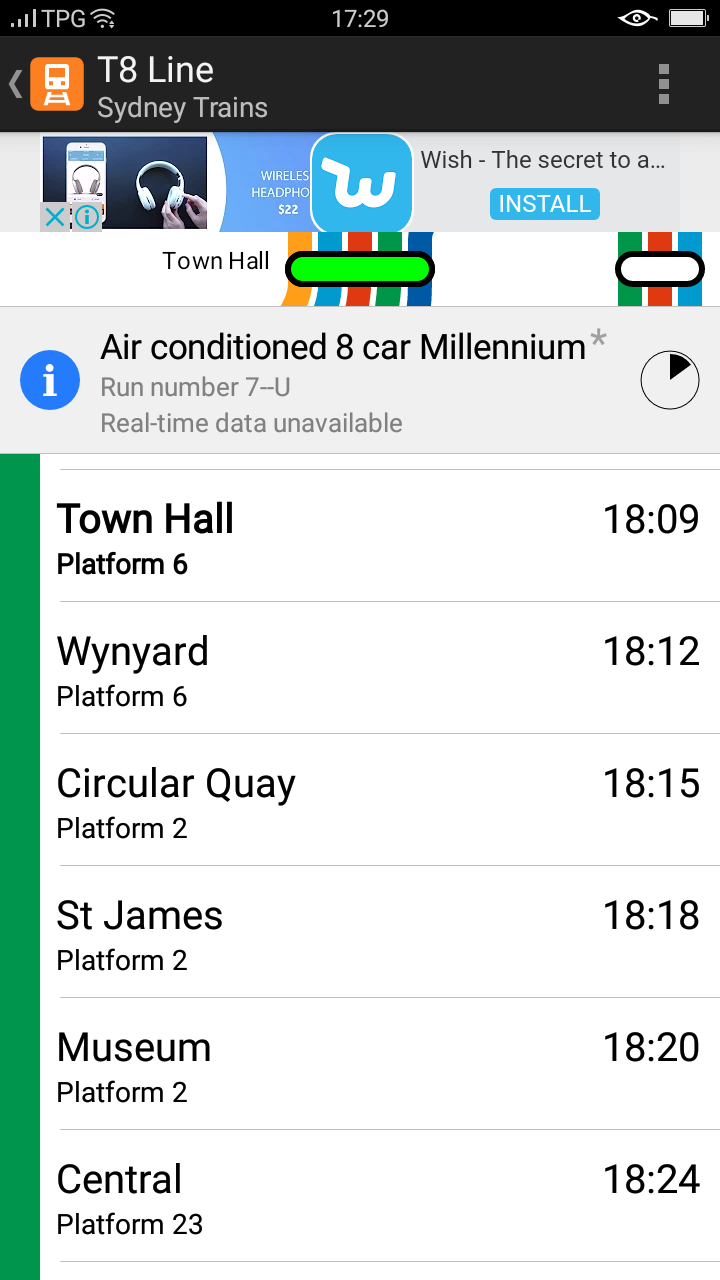 TPG 17:29
T8 Line
Sydney Trains
WIRELES
HEADPHO
$22
Wish - The secret to a...
INSTALL
Town Hall
Air conditioned 8 car Millennium*
Run number 7--U
Real-time data unavailable
Town Hall 18:09
Platform 6
Wynyard 18:12
Platform 6
Circular Quay 18:15
Platform 2
St James 18:18
Platform 2
Museum 18:20
Platform 2
Central 18:24
Platform 23